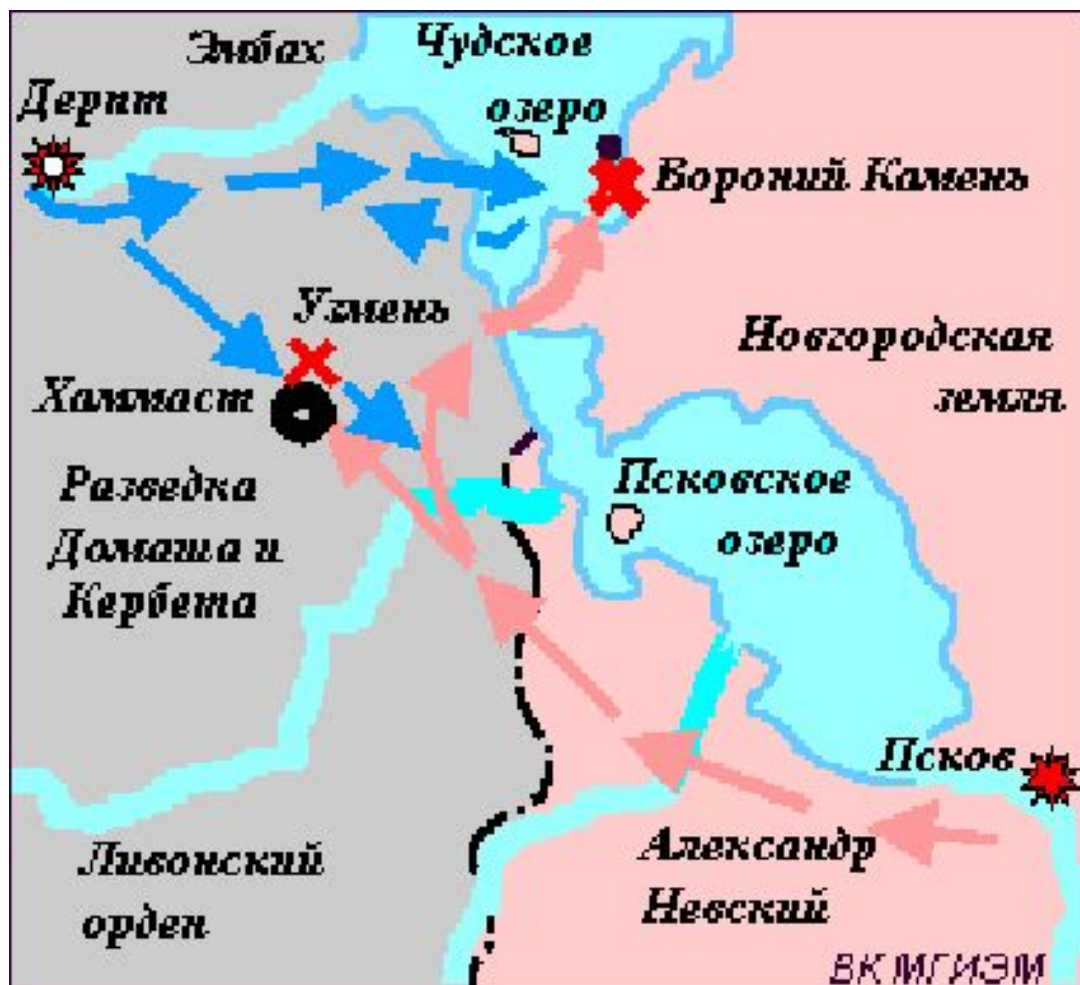 Эмбах
Чудское
озеро
Дерпт
Вороний Камень
Узмень
Новгородская
земля
Хаммаст
Разведка
Домаша и
Кербета
Псковское
озеро
Псков
Александр
Невский
Ливонский
орден
ВК МГИЭМ